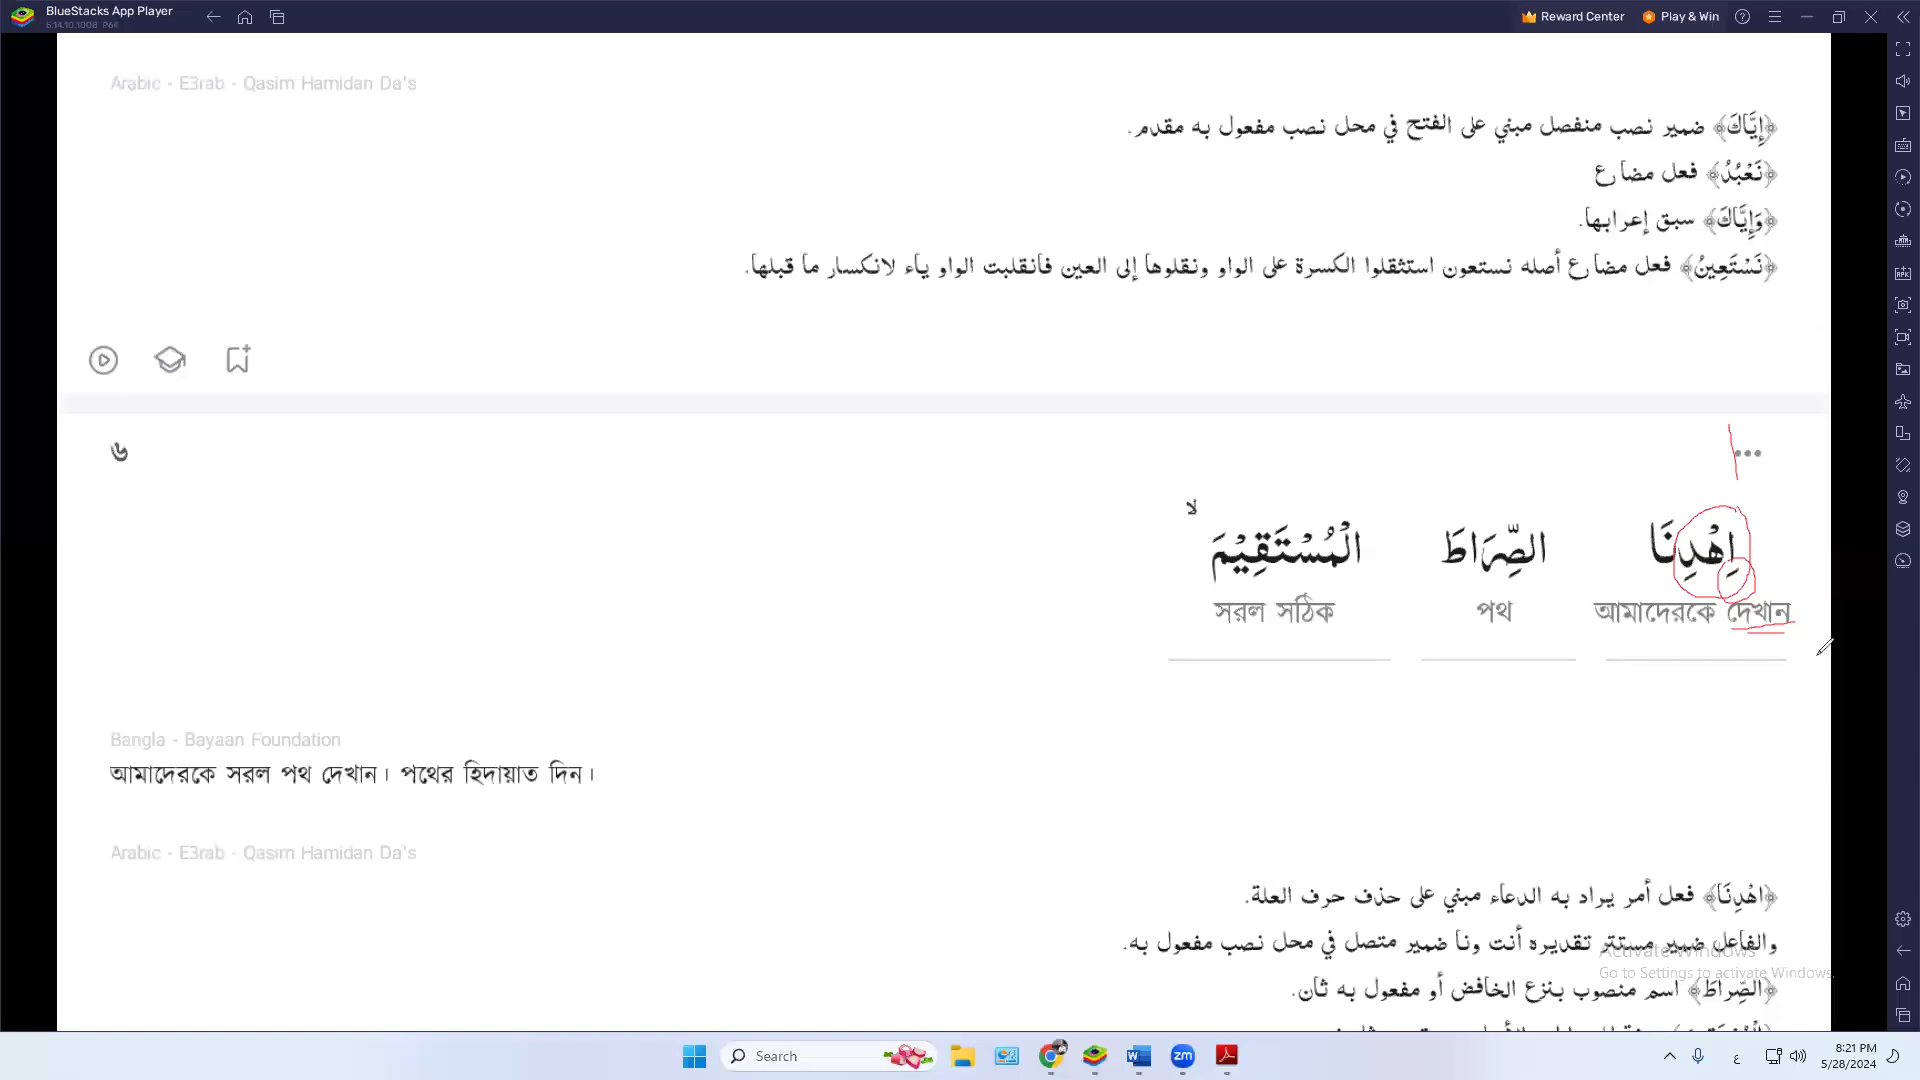 BlueStacks App Player
5.14.10.1008 P64
Reward Center
Play & Win
Arabic - E3rab - Qasim Hamidan Da's
﴿إِيَّاكَ﴾ ضمير نصب منفصل مبني على الفتح في محل نصب مفعول به مقدم.
﴿نَعْبُدُ﴾ فعل مضارع
﴿وَإِيَّاكَ﴾ سبق إعرابها.
﴿نَسْتَعِينُ﴾ فعل مضارع أصله نستعون استثقلوا الكسرة على الواو ونقلوها إلى العين فانقلبت الواو ياء لانكسار ما قبلها.
৬
اِهْدِنَا الصِّرَاطَ الْمُسْتَقِيْمَ ۙ
আমাদেরকে দেখান পথ সরল সঠিক
Bangla - Bayaan Foundation
আমাদেরকে সরল পথ দেখান। পথের হিদায়াত দিন।
Arabic - E3rab - Qasim Hamidan Da's
﴿اهْدِنَا﴾ فعل أمر يراد به الدعاء مبني على حذف حرف العلة.
والفاعل ضمير مستتر تقديره أنت ونا ضمير متصل في محل نصب مفعول به.
Activate Windows
Go to Settings to activate Windows.
﴿الصِّراطَ﴾ اسم منصوب بنزع الخافض أو مفعول به ثان.
Search
ع
8:21 PM
5/28/2024